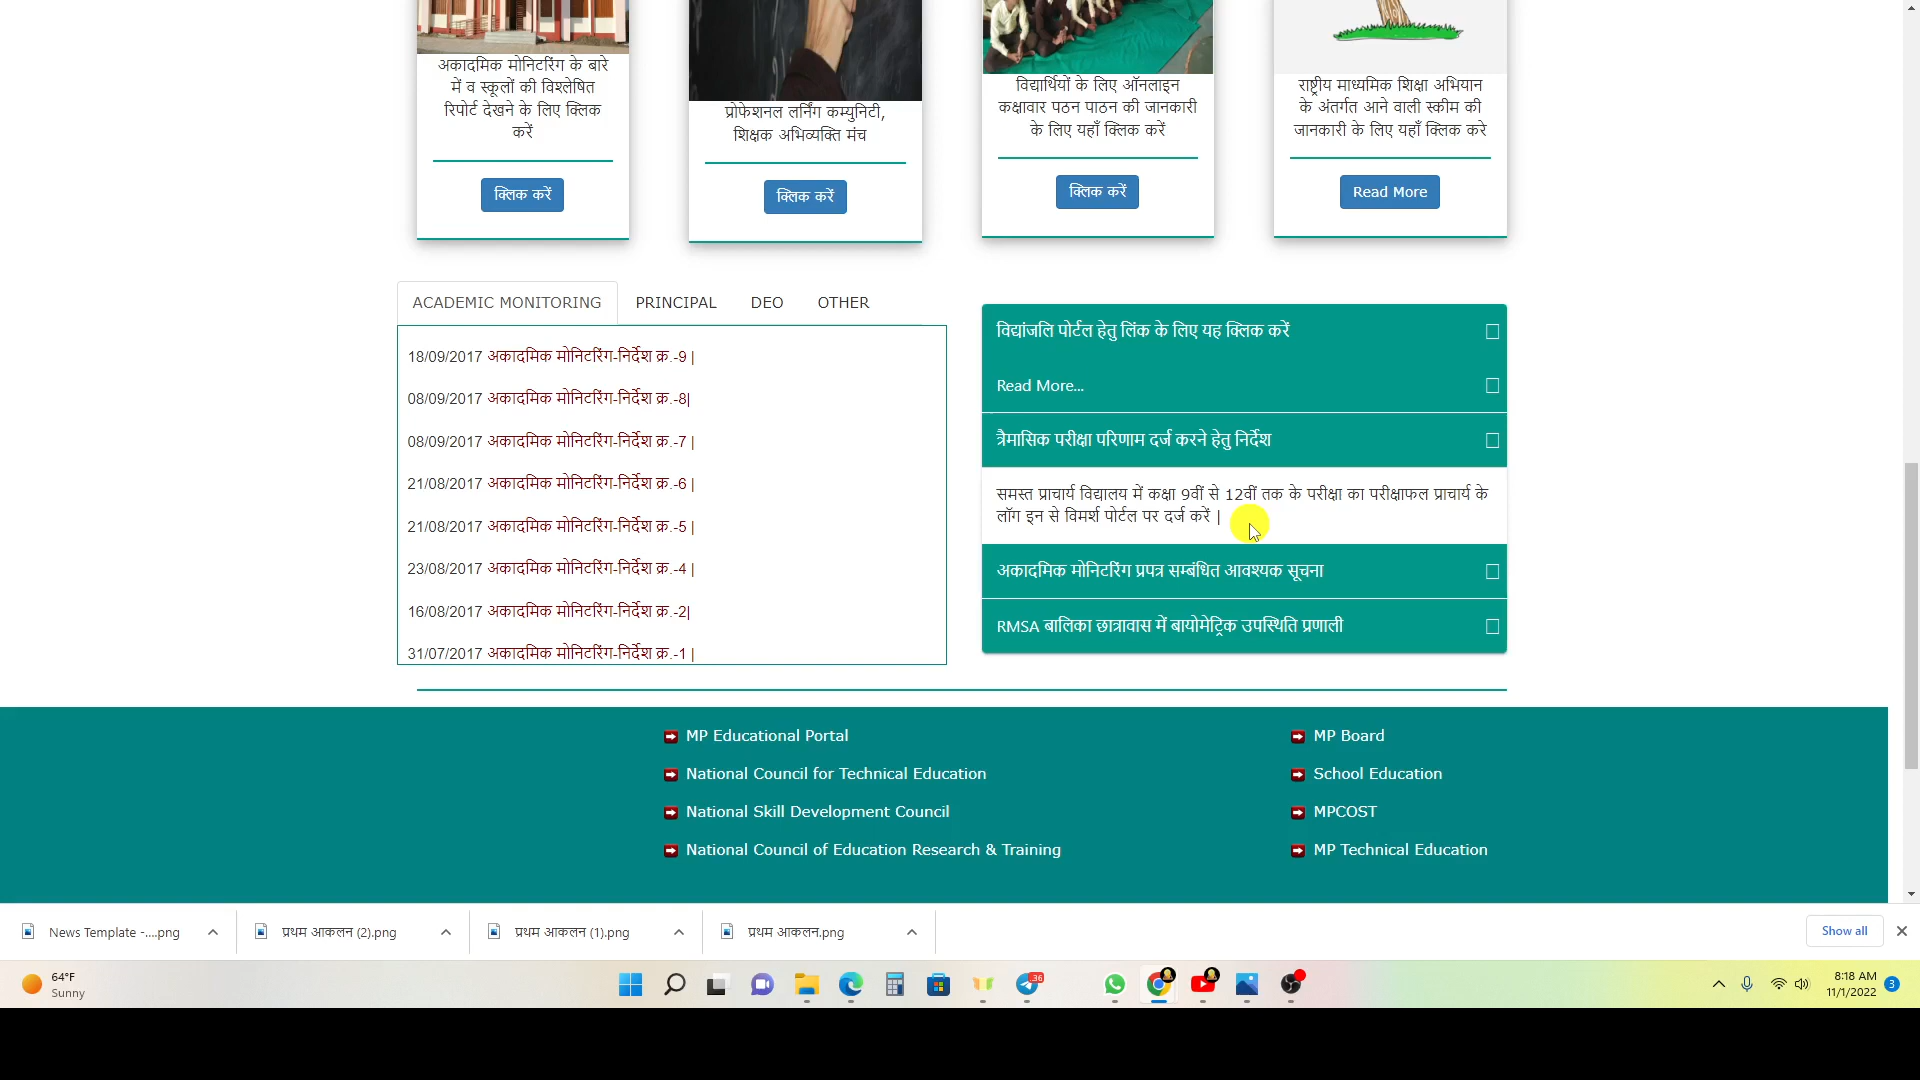 अकादमिक मोनिटरिंग के बारे
में व स्कूलों की विश्लेषित
रिपोर्ट देखने के लिए क्लिक
करें
क्लिक करें
प्रोफेशनल लर्निंग कम्युनिटी,
शिक्षक अभिव्यक्ति मंच
क्लिक करें
विद्यार्थियों के लिए ऑनलाइन
कक्षावार पठन पाठन की जानकारी
के लिए यहाँ क्लिक करें
क्लिक करें
राष्ट्रीय माध्यमिक शिक्षा अभियान
के अंतर्गत आने वाली स्कीम की
जानकारी के लिए यहाँ क्लिक करे
Read More
ACADEMIC MONITORING PRINCIPAL DEO OTHER
18/09/2017 अकादमिक मोनिटरिंग-निर्देश क्र.-9 |
08/09/2017 अकादमिक मोनिटरिंग-निर्देश क्र.-8|
08/09/2017 अकादमिक मोनिटरिंग-निर्देश क्र.-7 |
21/08/2017 अकादमिक मोनिटरिंग-निर्देश क्र.-6 |
21/08/2017 अकादमिक मोनिटरिंग-निर्देश क्र.-5 |
23/08/2017 अकादमिक मोनिटरिंग-निर्देश क्र.-4 |
16/08/2017 अकादमिक मोनिटरिंग-निर्देश क्र.-2|
31/07/2017 अकादमिक मोनिटरिंग-निर्देश क्र.-1 |
विद्यांजलि पोर्टल हेतु लिंक के लिए यह क्लिक करें
Read More...
त्रैमासिक परीक्षा परिणाम दर्ज करने हेतु निर्देश
समस्त प्राचार्य विद्यालय में कक्षा 9वीं से 12वीं तक के परीक्षा का परीक्षाफल प्राचार्य के
लॉग इन से विमर्श पोर्टल पर दर्ज करें |
अकादमिक मोनिटरिंग प्रपत्र सम्बंधित आवश्यक सूचना
RMSA बालिका छात्रावास में बायोमेट्रिक उपस्थिति प्रणाली
MP Educational Portal
National Council for Technical Education
National Skill Development Council
National Council of Education Research & Training
MP Board
School Education
MPCOST
MP Technical Education
News Template -....png
प्रथम आकलन (2).png
प्रथम आकलन (1).png
प्रथम आकलन.png
Show all
64°F
Sunny
36
8:18 AM
11/1/2022
3